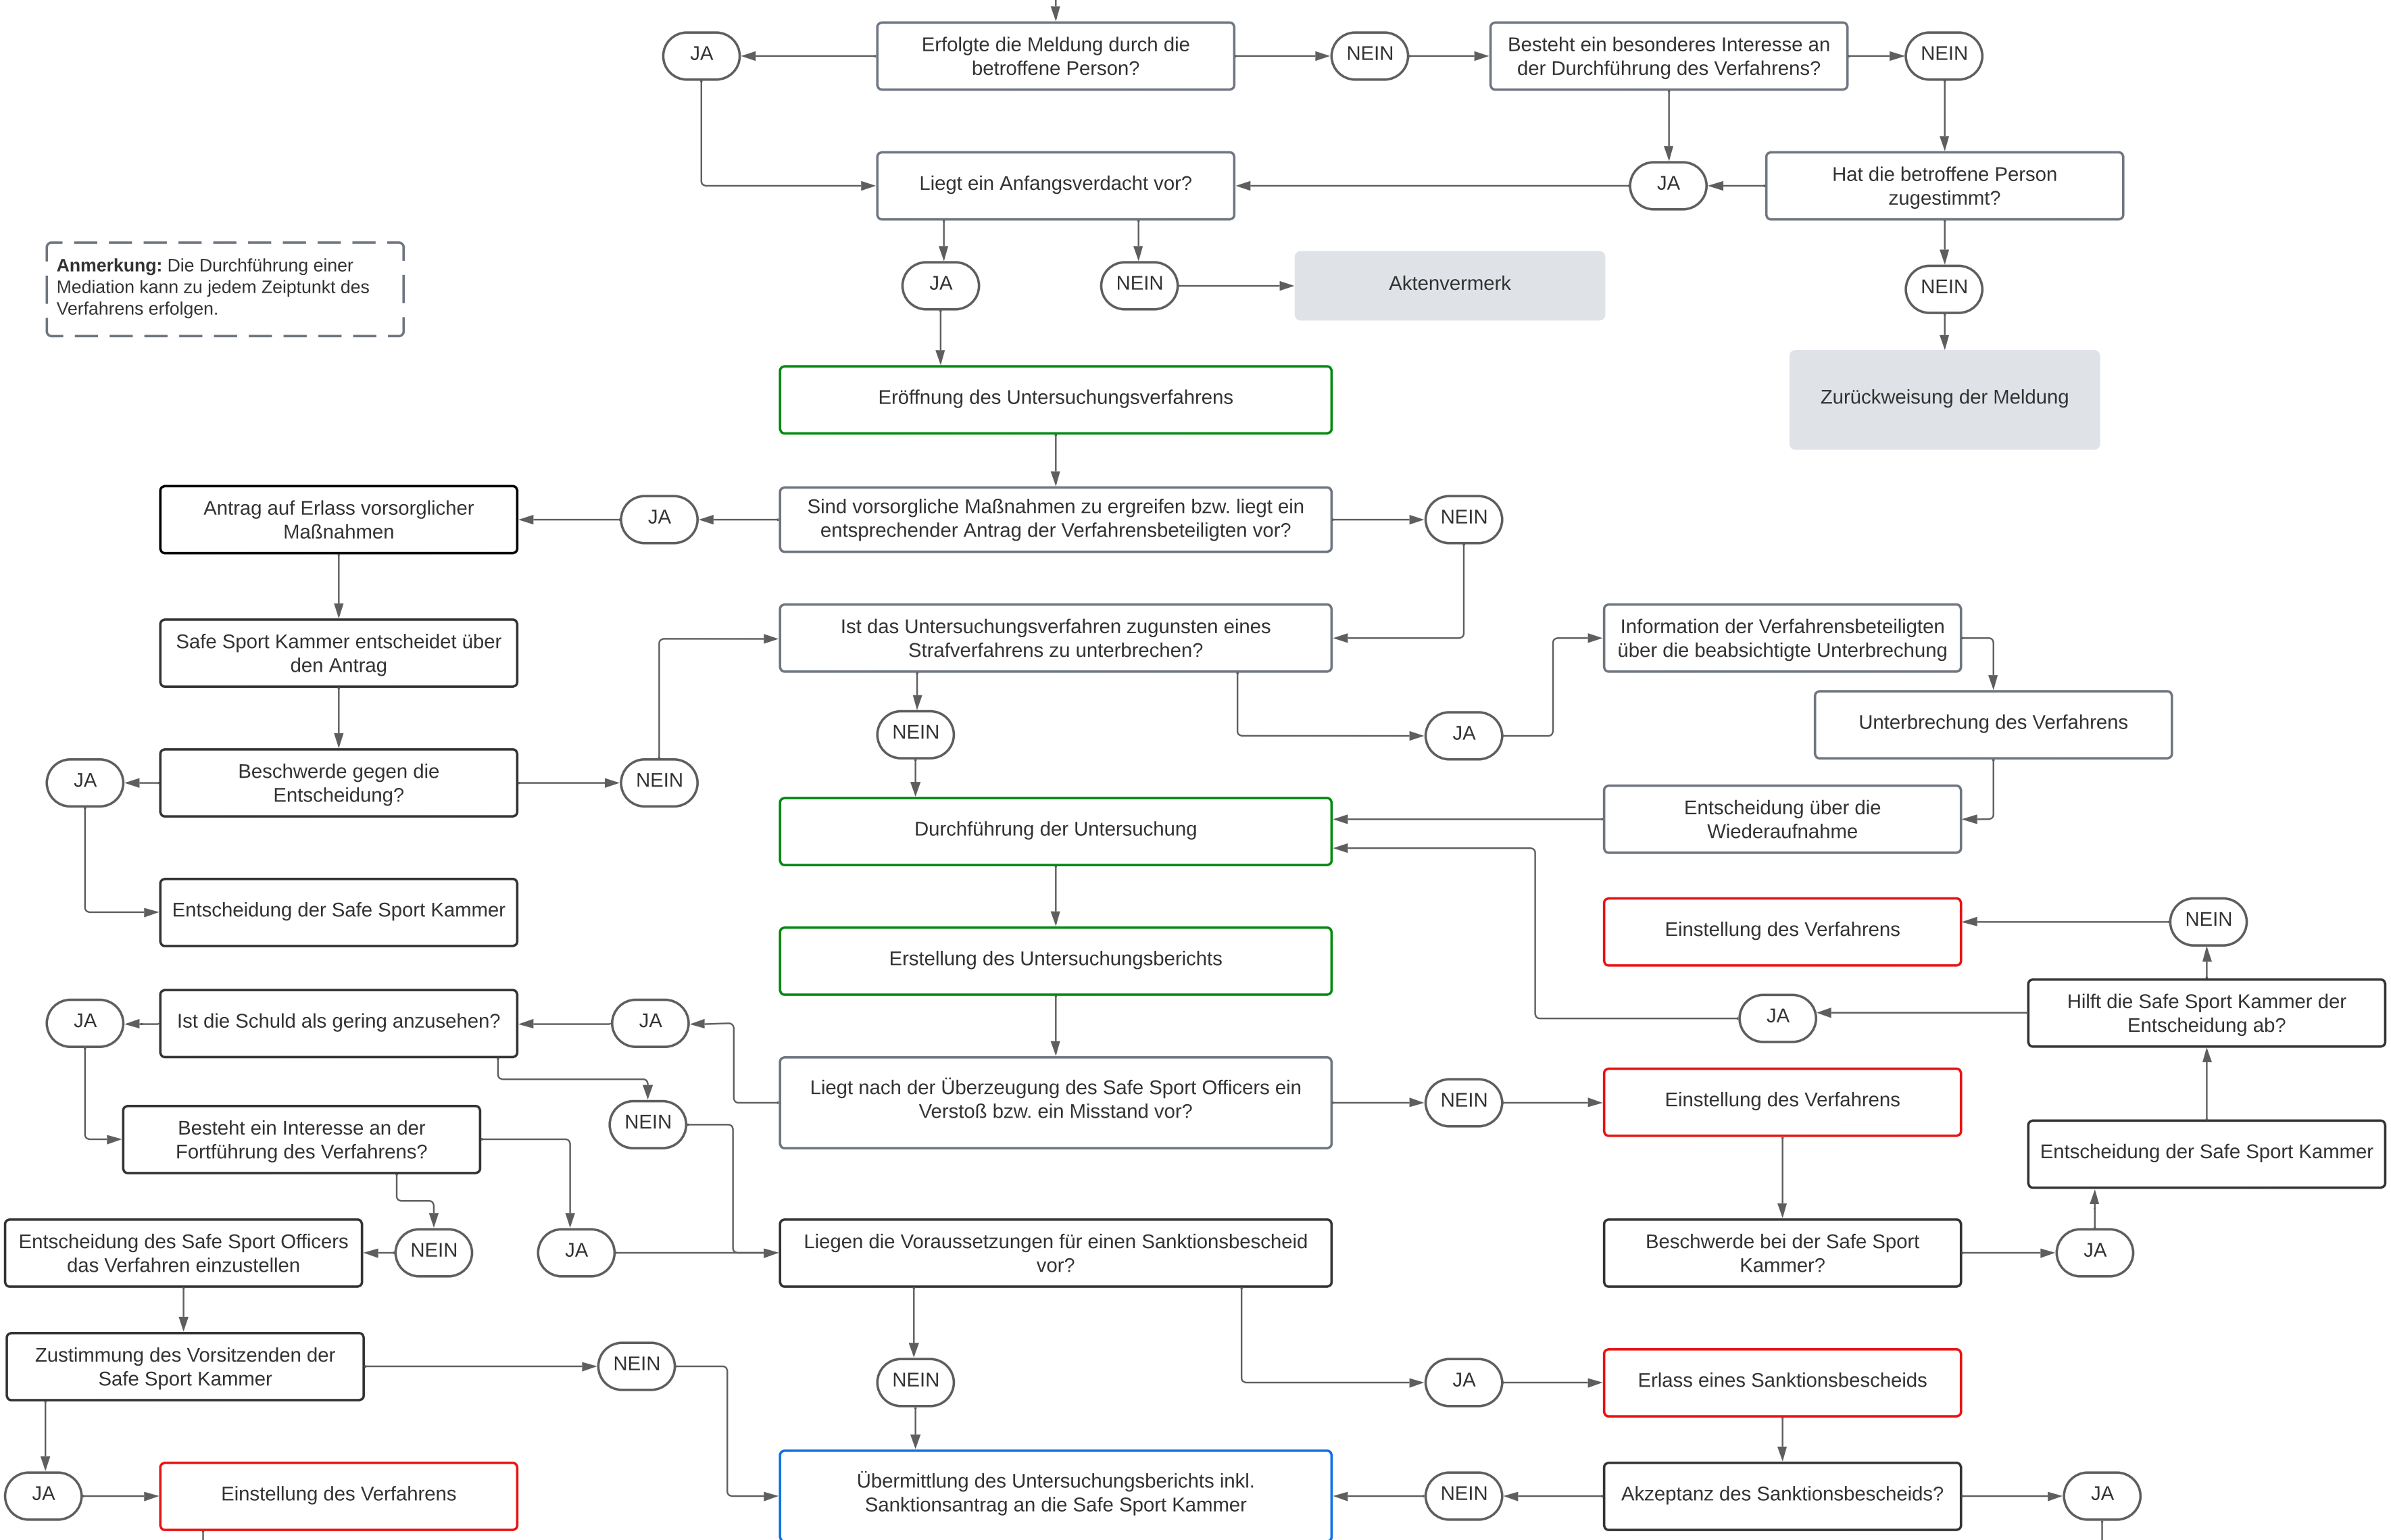 Erfolgte die Meldung durch die
betroffene Person?
JA
NEIN
Besteht ein besonderes Interesse an
der Durchführung des Verfahrens?
NEIN
Liegt ein Anfangsverdacht vor?
JA
Hat die betroffene Person
zugestimmt?
Anmerkung: Die Durchführung einer
Mediation kann zu jedem Zeiptunkt des
Verfahrens erfolgen.
JA
NEIN
Aktenvermerk
NEIN
Eröffnung des Untersuchungsverfahrens
Zurückweisung der Meldung
Antrag auf Erlass vorsorglicher
Maßnahmen
JA
Sind vorsorgliche Maßnahmen zu ergreifen bzw. liegt ein
entsprechender Antrag der Verfahrensbeteiligten vor?
NEIN
Safe Sport Kammer entscheidet über
den Antrag
Ist das Untersuchungsverfahren zugunsten eines
Strafverfahrens zu unterbrechen?
Information der Verfahrensbeteiligten
über die beabsichtigte Unterbrechung
NEIN
JA
Unterbrechung des Verfahrens
JA
Beschwerde gegen die
Entscheidung?
NEIN
Durchführung der Untersuchung
Entscheidung über die
Wiederaufnahme
Entscheidung der Safe Sport Kammer
Einstellung des Verfahrens
NEIN
Erstellung des Untersuchungsberichts
JA
Ist die Schuld als gering anzusehen?
JA
JA
Hilft die Safe Sport Kammer der
Entscheidung ab?
Liegt nach der Überzeugung des Safe Sport Officers ein
Verstoß bzw. ein Misstand vor?
NEIN
Einstellung des Verfahrens
NEIN
Besteht ein Interesse an der
Fortführung des Verfahrens?
Entscheidung der Safe Sport Kammer
Entscheidung des Safe Sport Officers
das Verfahren einzustellen
NEIN
JA
Liegen die Voraussetzungen für einen Sanktionsbescheid
vor?
Beschwerde bei der Safe Sport
Kammer?
JA
Zustimmung des Vorsitzenden der
Safe Sport Kammer
NEIN
NEIN
JA
Erlass eines Sanktionsbescheids
JA
Einstellung des Verfahrens
Übermittlung des Untersuchungsberichts inkl.
Sanktionsantrag an die Safe Sport Kammer
NEIN
Akzeptanz des Sanktionsbescheids?
JA